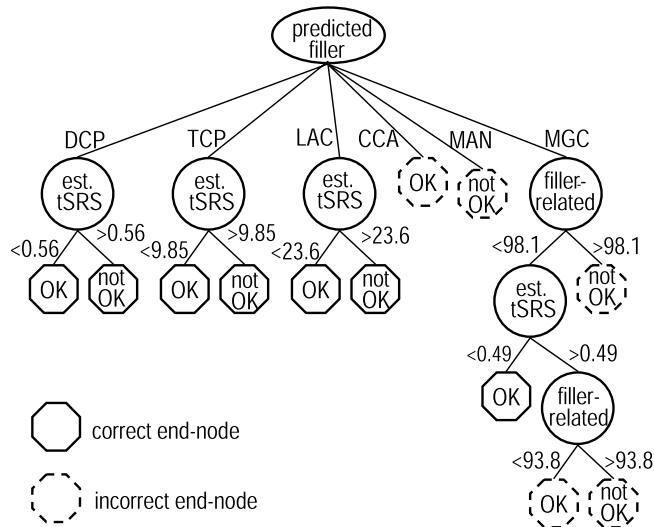 predicted
filler
DCP TCP LAC CCA MAN MGC
est.
tSRS
est.
tSRS
est.
tSRS
OK
not
OK
filler-
related
<0.56 >0.56 <9.85 >9.85 <23.6 >23.6 <98.1 >98.1
OK
not
OK
OK
not
OK
OK
not
OK
est.
tSRS
not
OK
<0.49 >0.49
OK
filler-
related
correct end-node
<93.8 >93.8
incorrect end-node
OK
not
OK